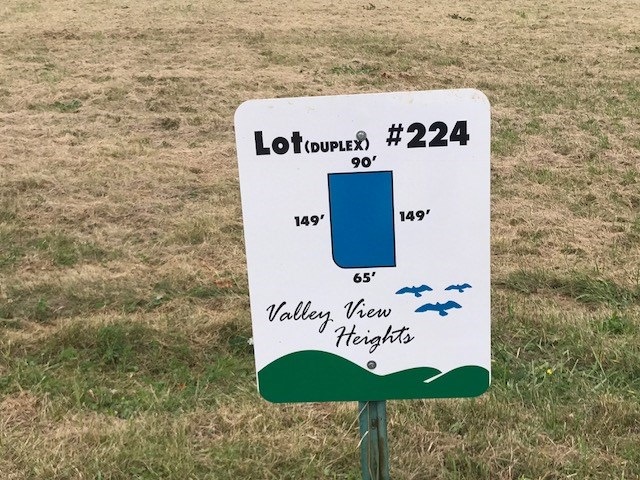 Lot (DUPLEX) #224
90'
149' 149'
65'
Valley View
Heights